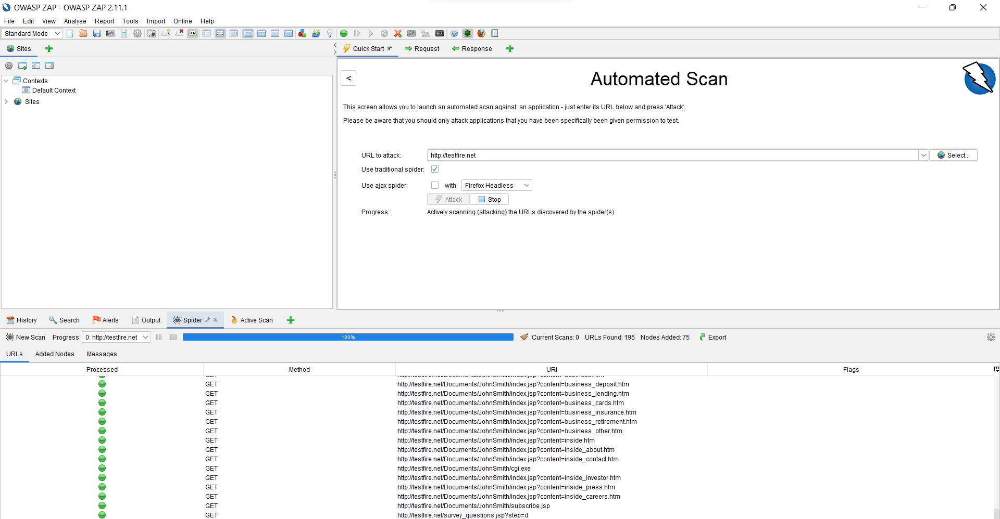 OWASP ZAP - OWASP ZAP 2.11.1
File Edit View Analyse Report Tools Import Online Help
Standard Mode
Sites
Quick Start Request Response
Contexts
Default Context
Sites
<
Automated Scan
This screen allows you to launch an automated scan against an application - just enter its URL below and press 'Attack'.
Please be aware that you should only attack applications that you have been specifically been given permission to test.
URL to attack: http://testfire.net Select...
Use traditional spider:
Use ajax spider: with Firefox Headless
Attack Stop
Progress: Actively scanning (attacking) the URLs discovered by the spider(s)
History Search Alerts Output Spider Active Scan
New Scan Progress: 0: http://testfire.net 100% Current Scans: 0 URLs Found: 195 Nodes Added: 75 Export
URLs Added Nodes Messages
Processed Method URI Flags
GET http://testfire.net/Documents/JohnSmith/index.jsp?content=business.htm
GET http://testfire.net/Documents/JohnSmith/index.jsp?content=business_deposit.htm
GET http://testfire.net/Documents/JohnSmith/index.jsp?content=business_lending.htm
GET http://testfire.net/Documents/JohnSmith/index.jsp?content=business_cards.htm
GET http://testfire.net/Documents/JohnSmith/index.jsp?content=business_insurance.htm
GET http://testfire.net/Documents/JohnSmith/index.jsp?content=business_retirement.htm
GET http://testfire.net/Documents/JohnSmith/index.jsp?content=business_other.htm
GET http://testfire.net/Documents/JohnSmith/index.jsp?content=inside.htm
GET http://testfire.net/Documents/JohnSmith/index.jsp?content=inside_about.htm
GET http://testfire.net/Documents/JohnSmith/index.jsp?content=inside_contact.htm
GET http://testfire.net/Documents/JohnSmith/cgi.exe
GET http://testfire.net/Documents/JohnSmith/index.jsp?content=inside_investor.htm
GET http://testfire.net/Documents/JohnSmith/index.jsp?content=inside_press.htm
GET http://testfire.net/Documents/JohnSmith/index.jsp?content=inside_careers.htm
GET http://testfire.net/Documents/JohnSmith/subscribe.jsp
GET http://testfire.net/survey_questions.jsp?step=d